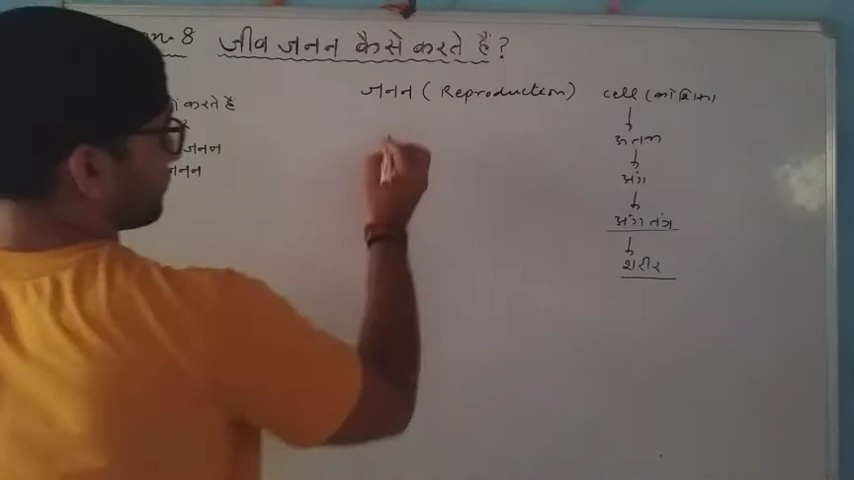 8 जीव जनन कैसे करते हैं?
करते हैं
जनन
जनन
जनन (Reproduction)
cell (कोशिका)
↓
ऊतक
↓
अंग
↓
अंग तंत्र
↓
शरीर